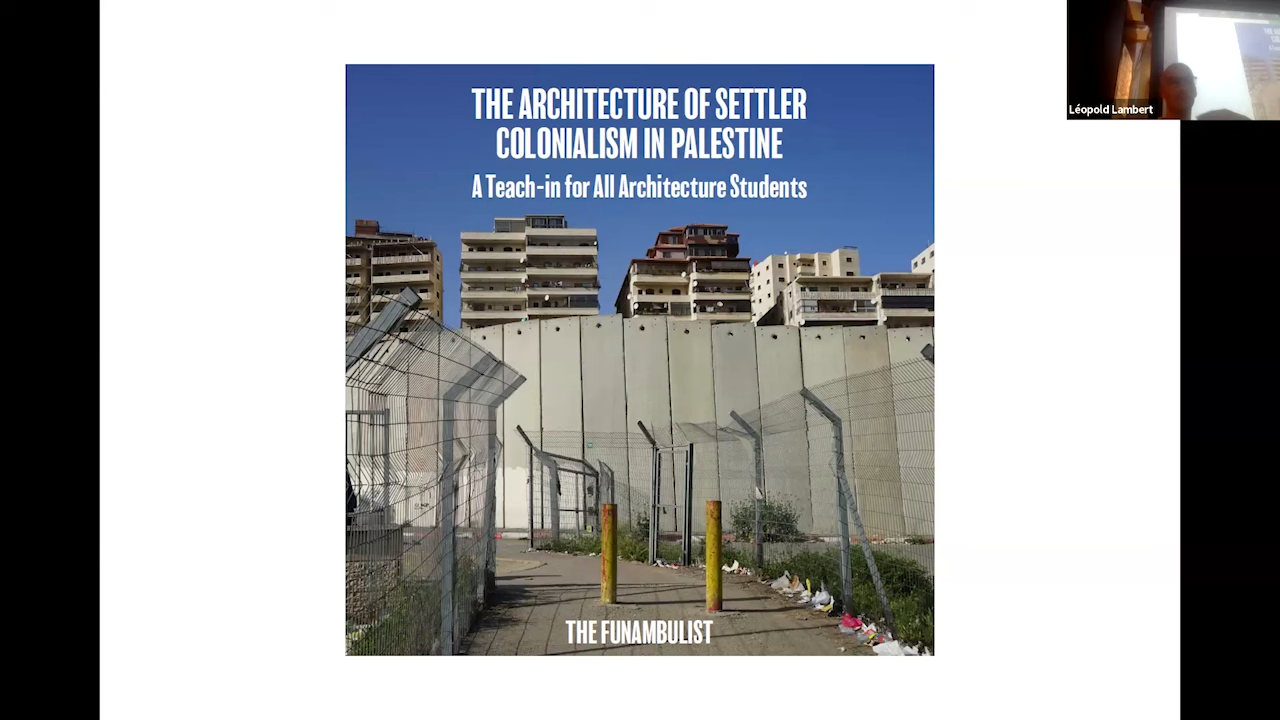 THE ARCHITECTURE OF SETTLER
COLONIALISM IN PALESTINE
A Teach-in for All Architecture Students
THE FUNAMBULIST
Léopold Lambert